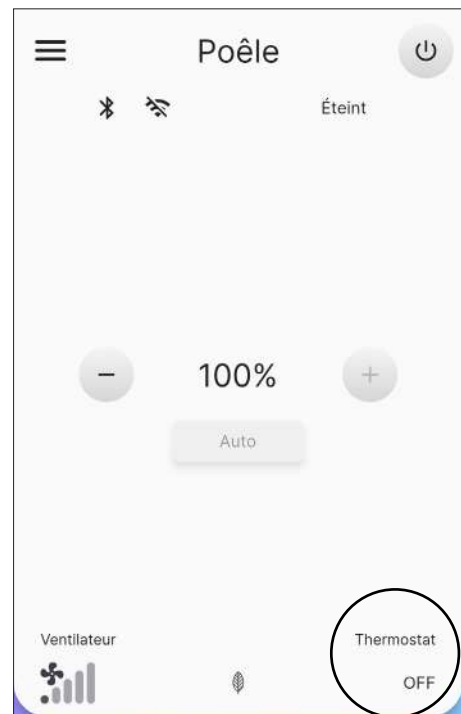 Poêle
Éteint
100%
Auto
Ventilateur
Thermostat
OFF